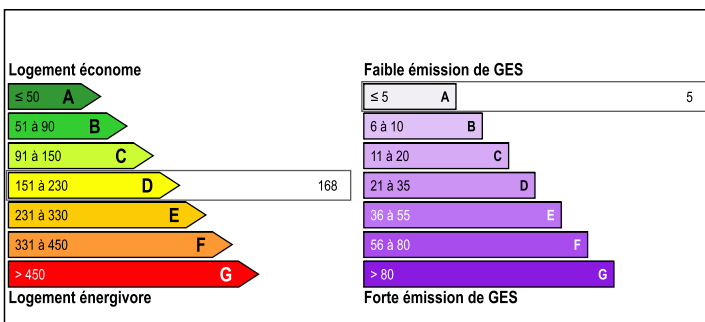 Logement économe
≤ 50 A
51 à 90 B
91 à 150 C
151 à 230 D 168
231 à 330 E
331 à 450 F
> 450 G
Logement énergivore
Faible émission de GES
≤ 5 A 5
6 à 10 B
11 à 20 C
21 à 35 D
36 à 55 E
56 à 80 F
> 80 G
Forte émission de GES